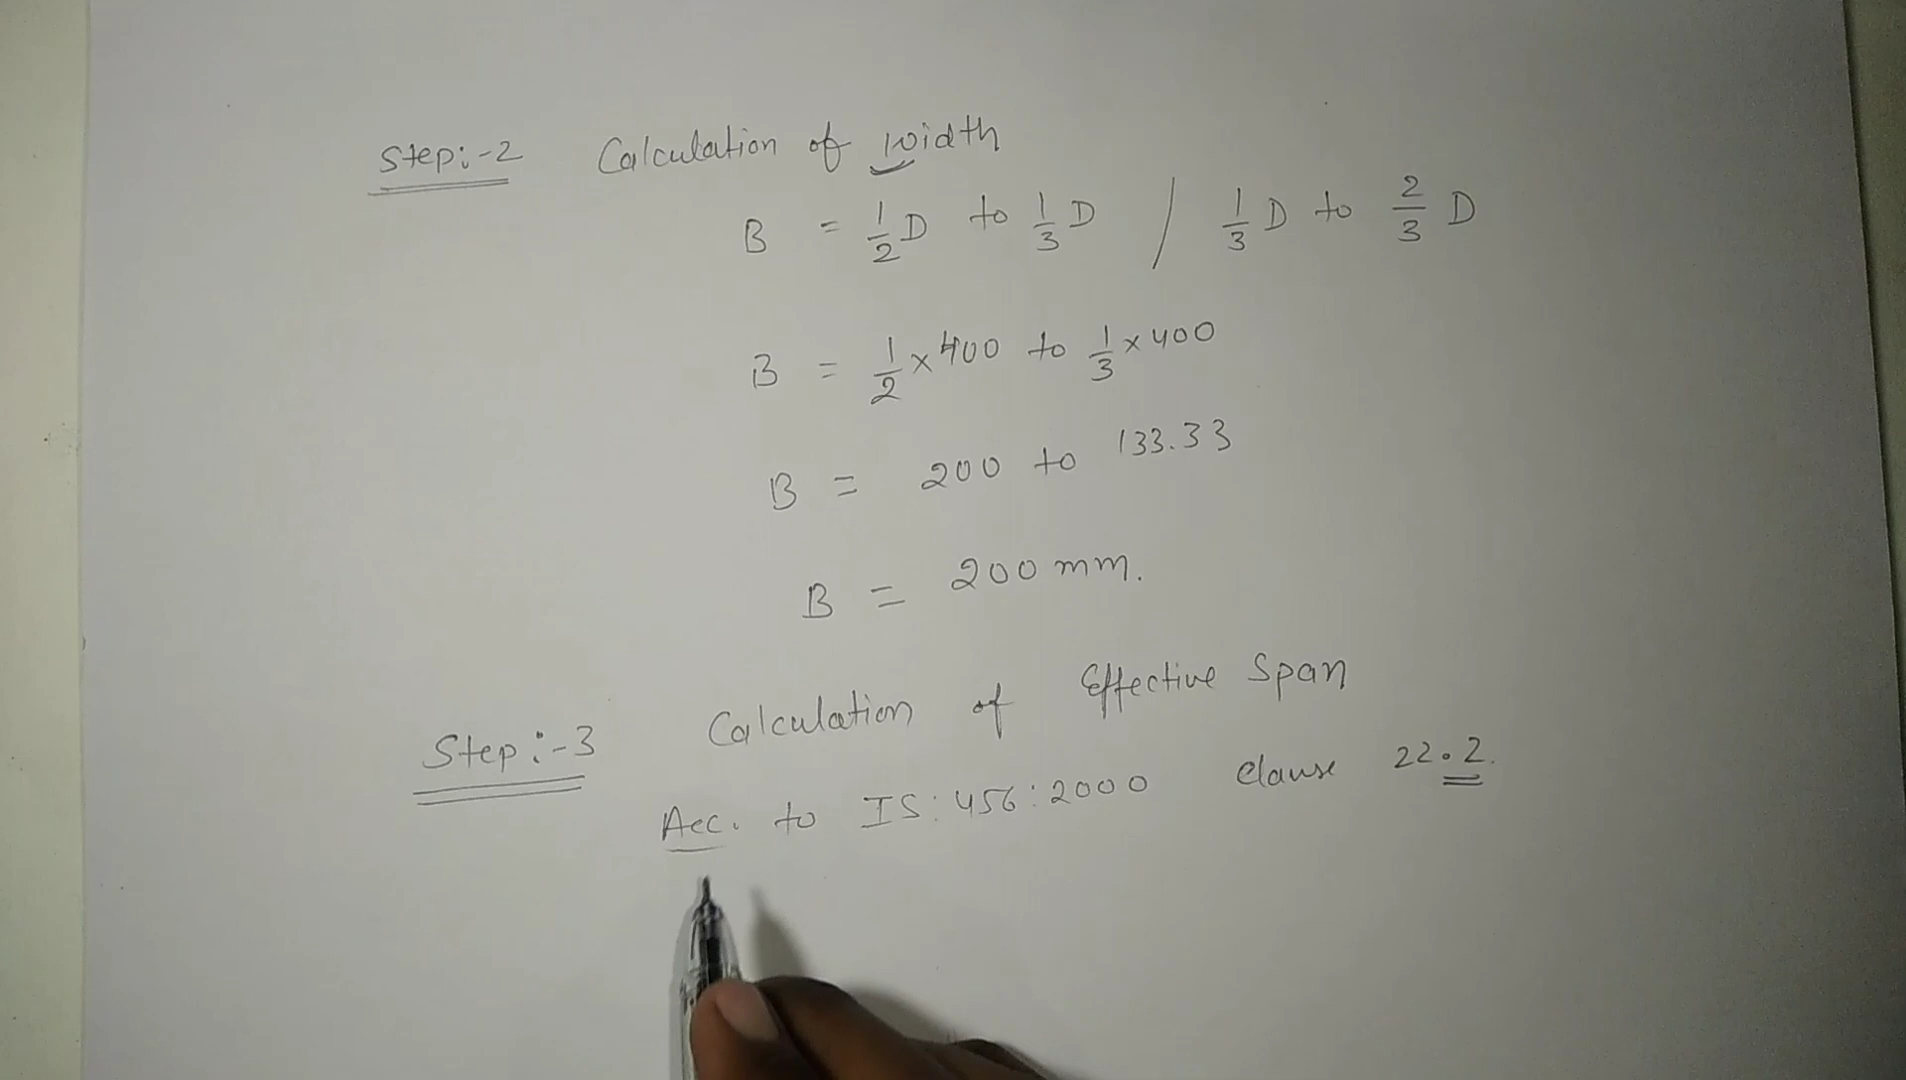 Step:-2 Calculation of width
B = 1/2 D to 1/3 D / 1/3 D to 2/3 D
B = 1/2 × 400 to 1/3 × 400
B = 200 to 133.33
B = 200 mm.
Step:-3 Calculation of Effective Span
Acc. to IS:456:2000 Clause 22.2.